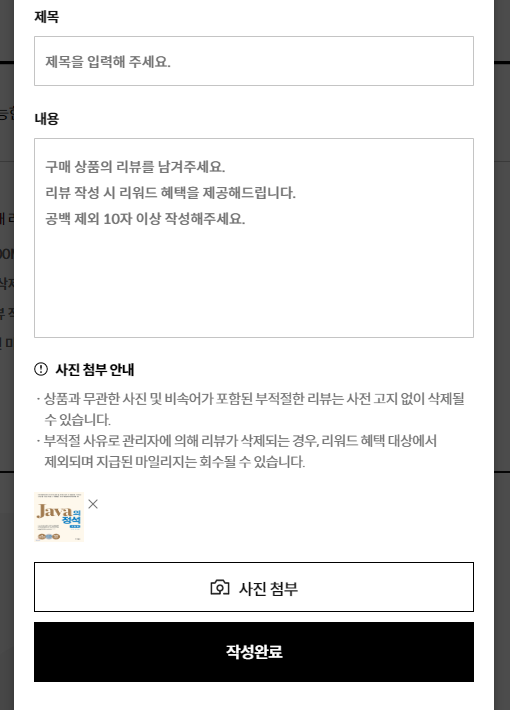 제목
제목을 입력해 주세요.
내용
구매 상품의 리뷰를 남겨주세요.
리뷰 작성 시 리워드 혜택을 제공해드립니다.
공백 제외 10자 이상 작성해주세요.
사진 첨부 안내
· 상품과 무관한 사진 및 비속어가 포함된 부적절한 리뷰는 사전 고지 없이 삭제될
수 있습니다.
· 부적절 사유로 관리자에 의해 리뷰가 삭제되는 경우, 리워드 혜택 대상에서
제외되며 지급된 마일리지는 회수될 수 있습니다.
Java의
정석
사진 첨부
작성완료